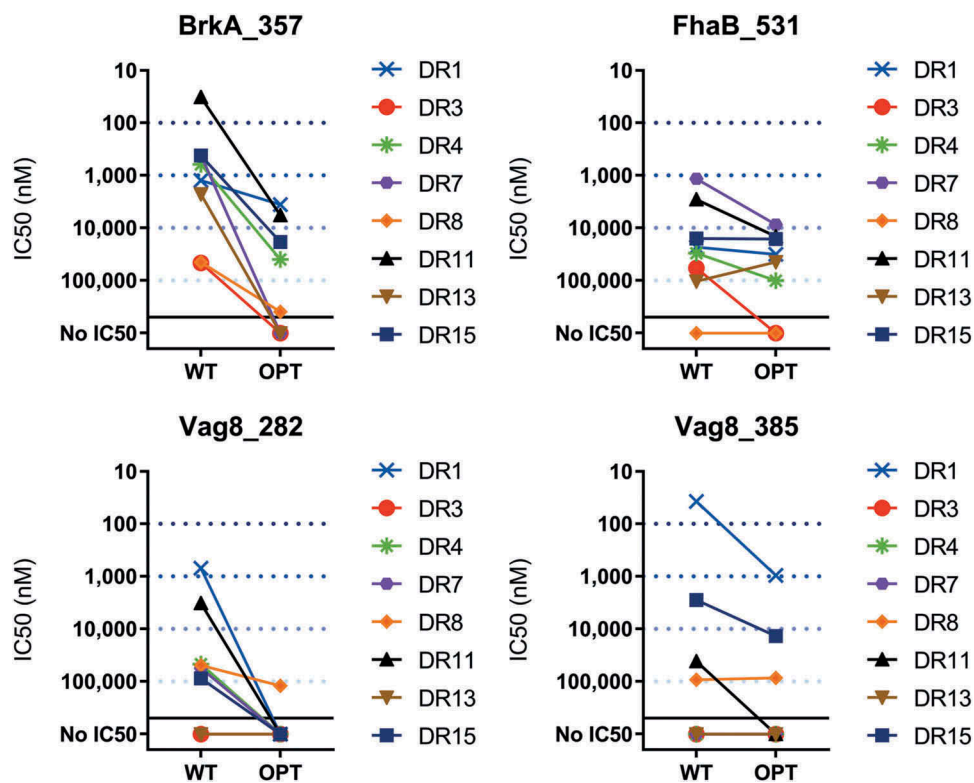 BrkA_357
IC50 (nM)
10
100
1,000
10,000
100,000
No IC50
WT
OPT
DR1
DR3
DR4
DR7
DR8
DR11
DR13
DR15
FhaB_531
IC50 (nM)
10
100
1,000
10,000
100,000
No IC50
WT
OPT
DR1
DR3
DR4
DR7
DR8
DR11
DR13
DR15
Vag8_282
IC50 (nM)
10
100
1,000
10,000
100,000
No IC50
WT
OPT
DR1
DR3
DR4
DR7
DR8
DR11
DR13
DR15
Vag8_385
IC50 (nM)
10
100
1,000
10,000
100,000
No IC50
WT
OPT
DR1
DR3
DR4
DR7
DR8
DR11
DR13
DR15